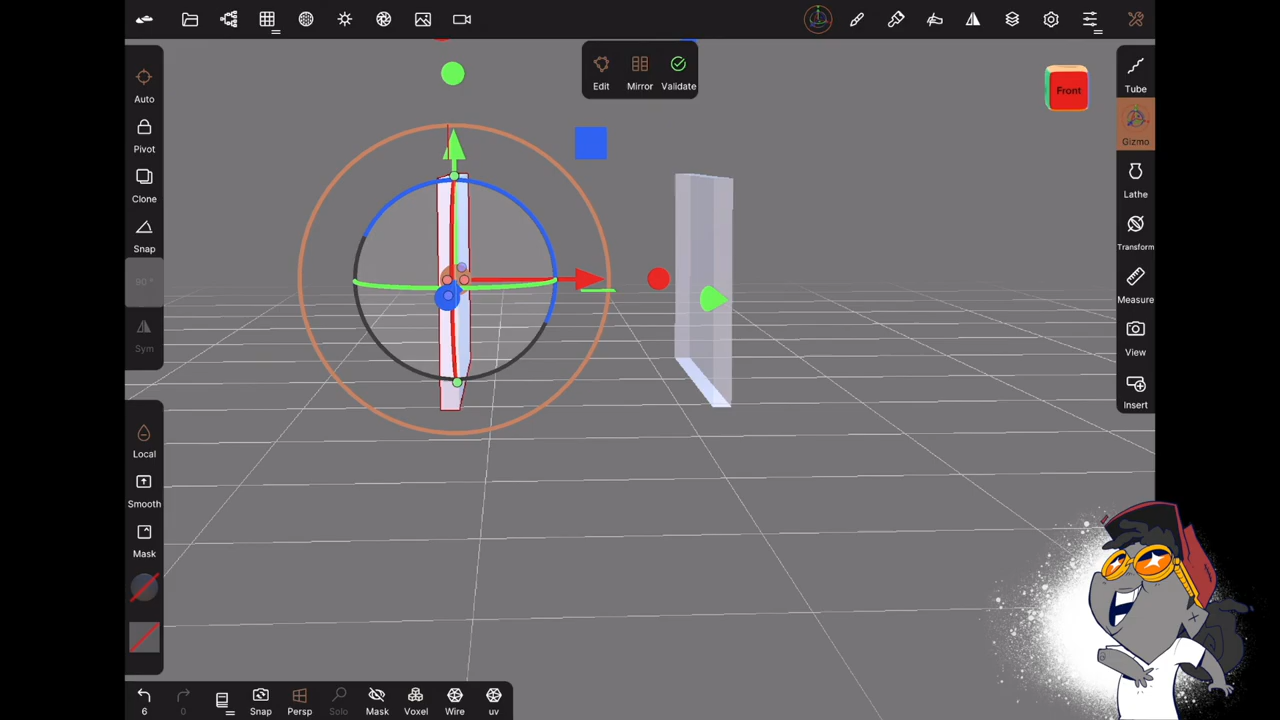 Edit
Mirror
Validate
Front
Auto
Pivot
Clone
Snap
90 °
Sym
Local
Smooth
Mask
Tube
Gizmo
Lathe
Transform
Measure
View
Insert
6
0
Snap
Persp
Solo
Mask
Voxel
Wire
uv